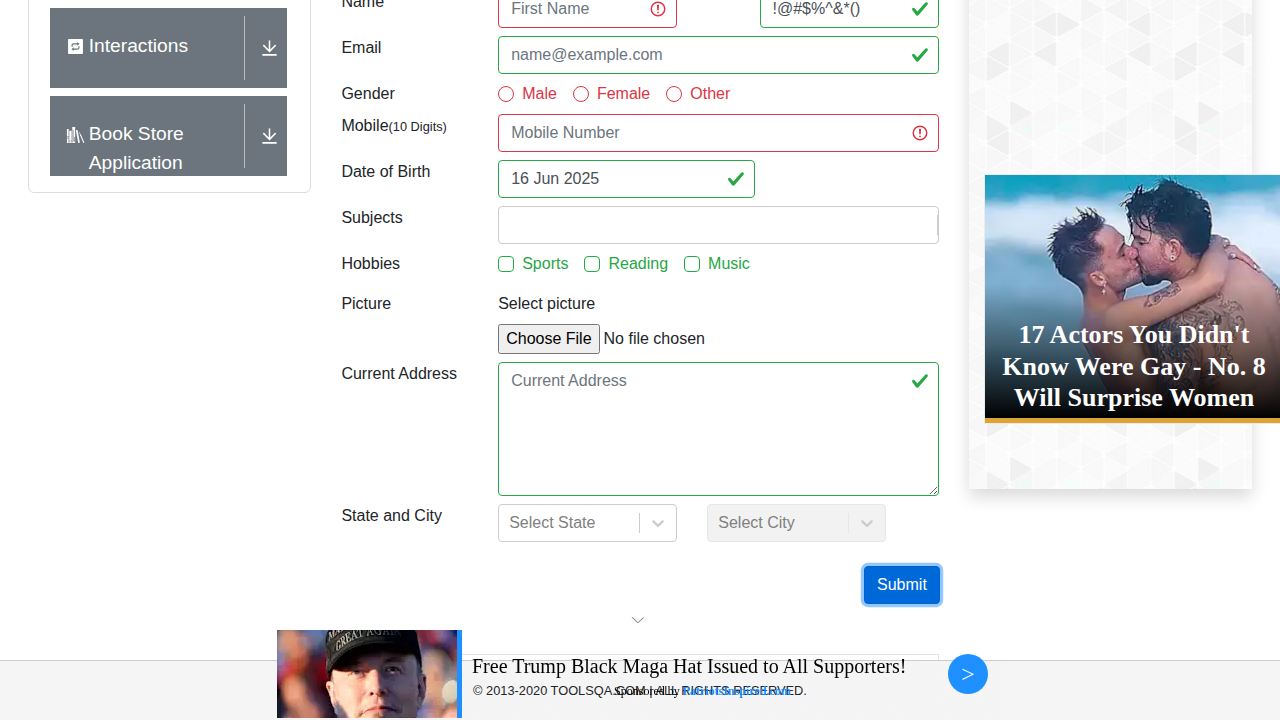 Name
First Name
!@#$%^&*()
Interactions
Email
name@example.com
Gender
Male
Female
Other
Book Store
Application
Mobile(10 Digits)
Mobile Number
Date of Birth
16 Jun 2025
Subjects
Hobbies
Sports
Reading
Music
Picture
Select picture
Choose File No file chosen
17 Actors You Didn't
Know Were Gay - No. 8
Will Surprise Women
Current Address
Current Address
State and City
Select State
Select City
Submit
GREAT AGAIN
Free Trump Black Maga Hat Issued to All Supporters!
>
© 2013-2020 TOOLSQA.COM | ALL RIGHTS RESERVED.
Sponsored by